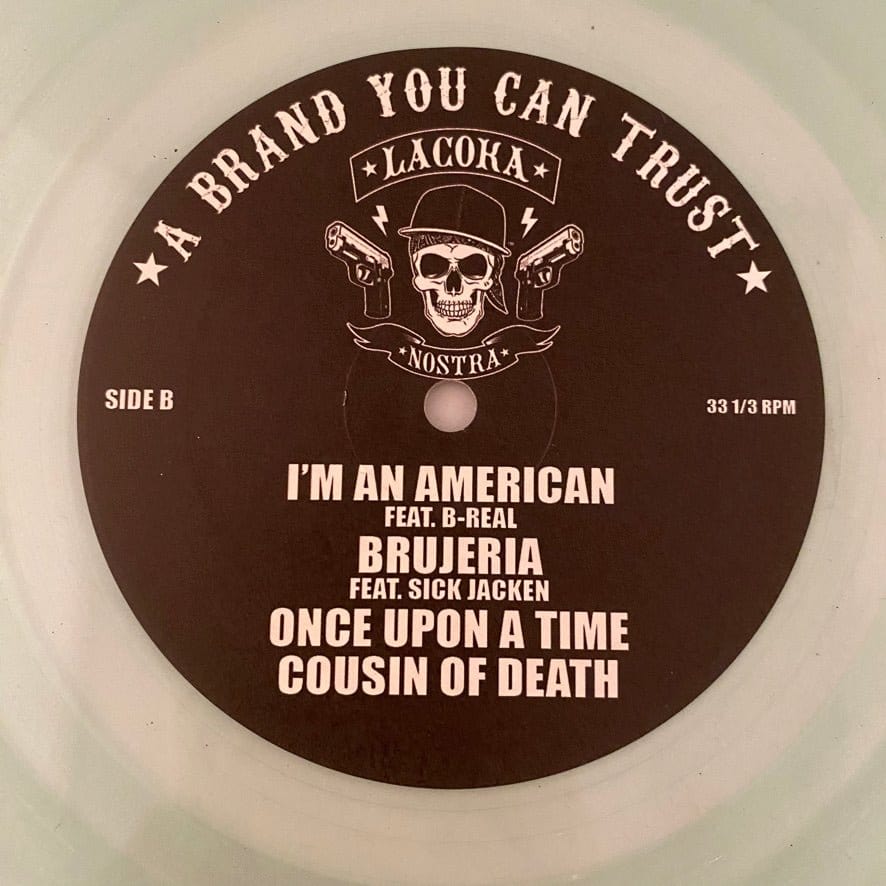 ★ A BRAND YOU CAN TRUST ★
★ LACOKA ★
★ NOSTRA ★
SIDE B
33 1/3 RPM
I'M AN AMERICAN
FEAT. B-REAL
BRUJERIA
FEAT. SICK JACKEN
ONCE UPON A TIME
COUSIN OF DEATH